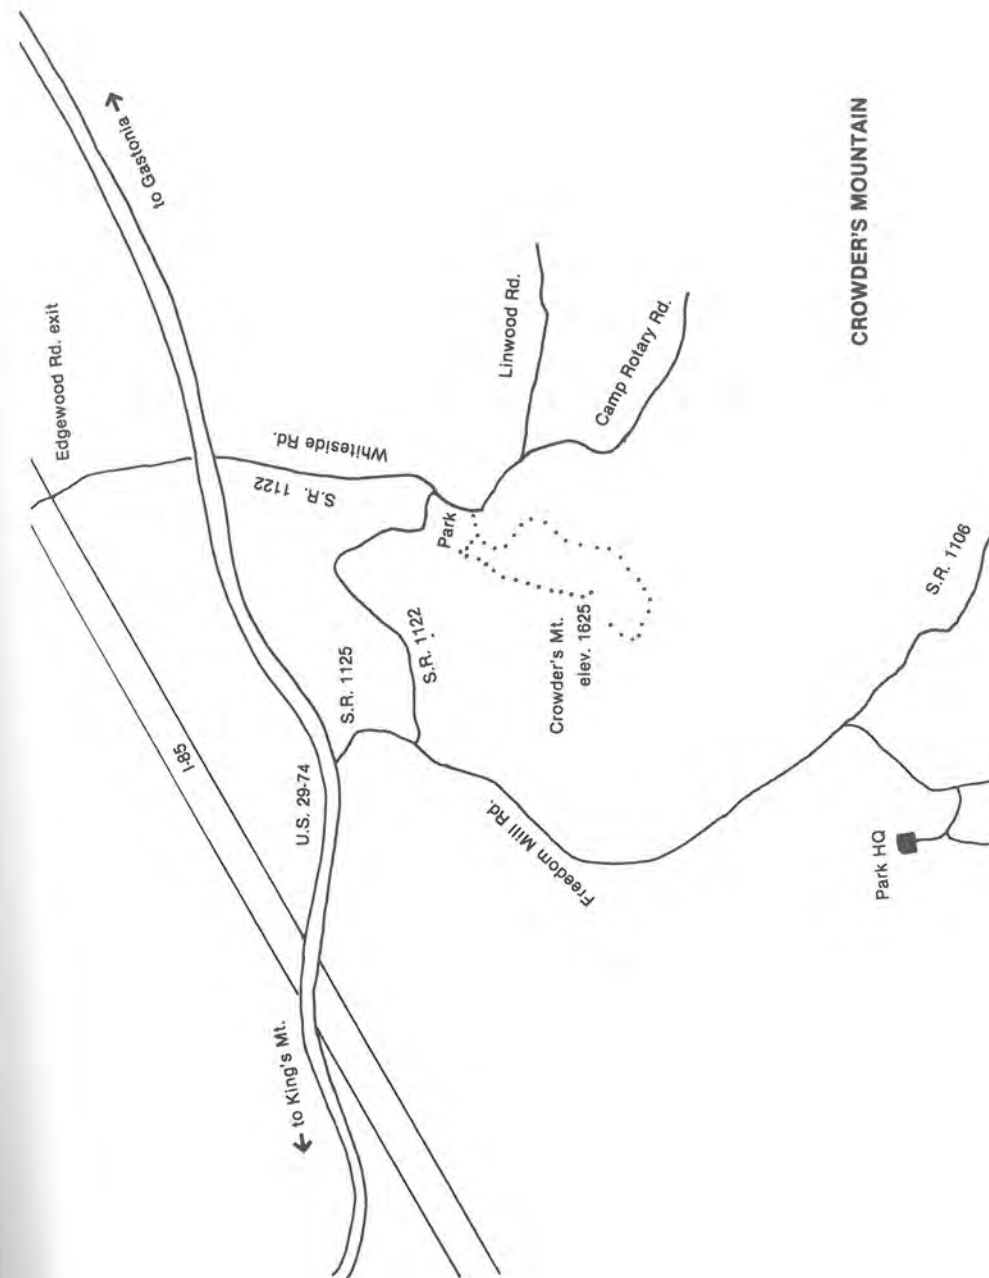 to Gastonia →
Edgewood Rd. exit
I-85
U.S. 29-74
← to King's Mt.
S.R. 1122
Whiteside Rd.
S.R. 1125
S.R. 1122
Park
Linwood Rd.
Camp Rotary Rd.
Crowder's Mt.
elev. 1625
Freedom Mill Rd.
S.R. 1106
Park HQ
CROWDER'S MOUNTAIN